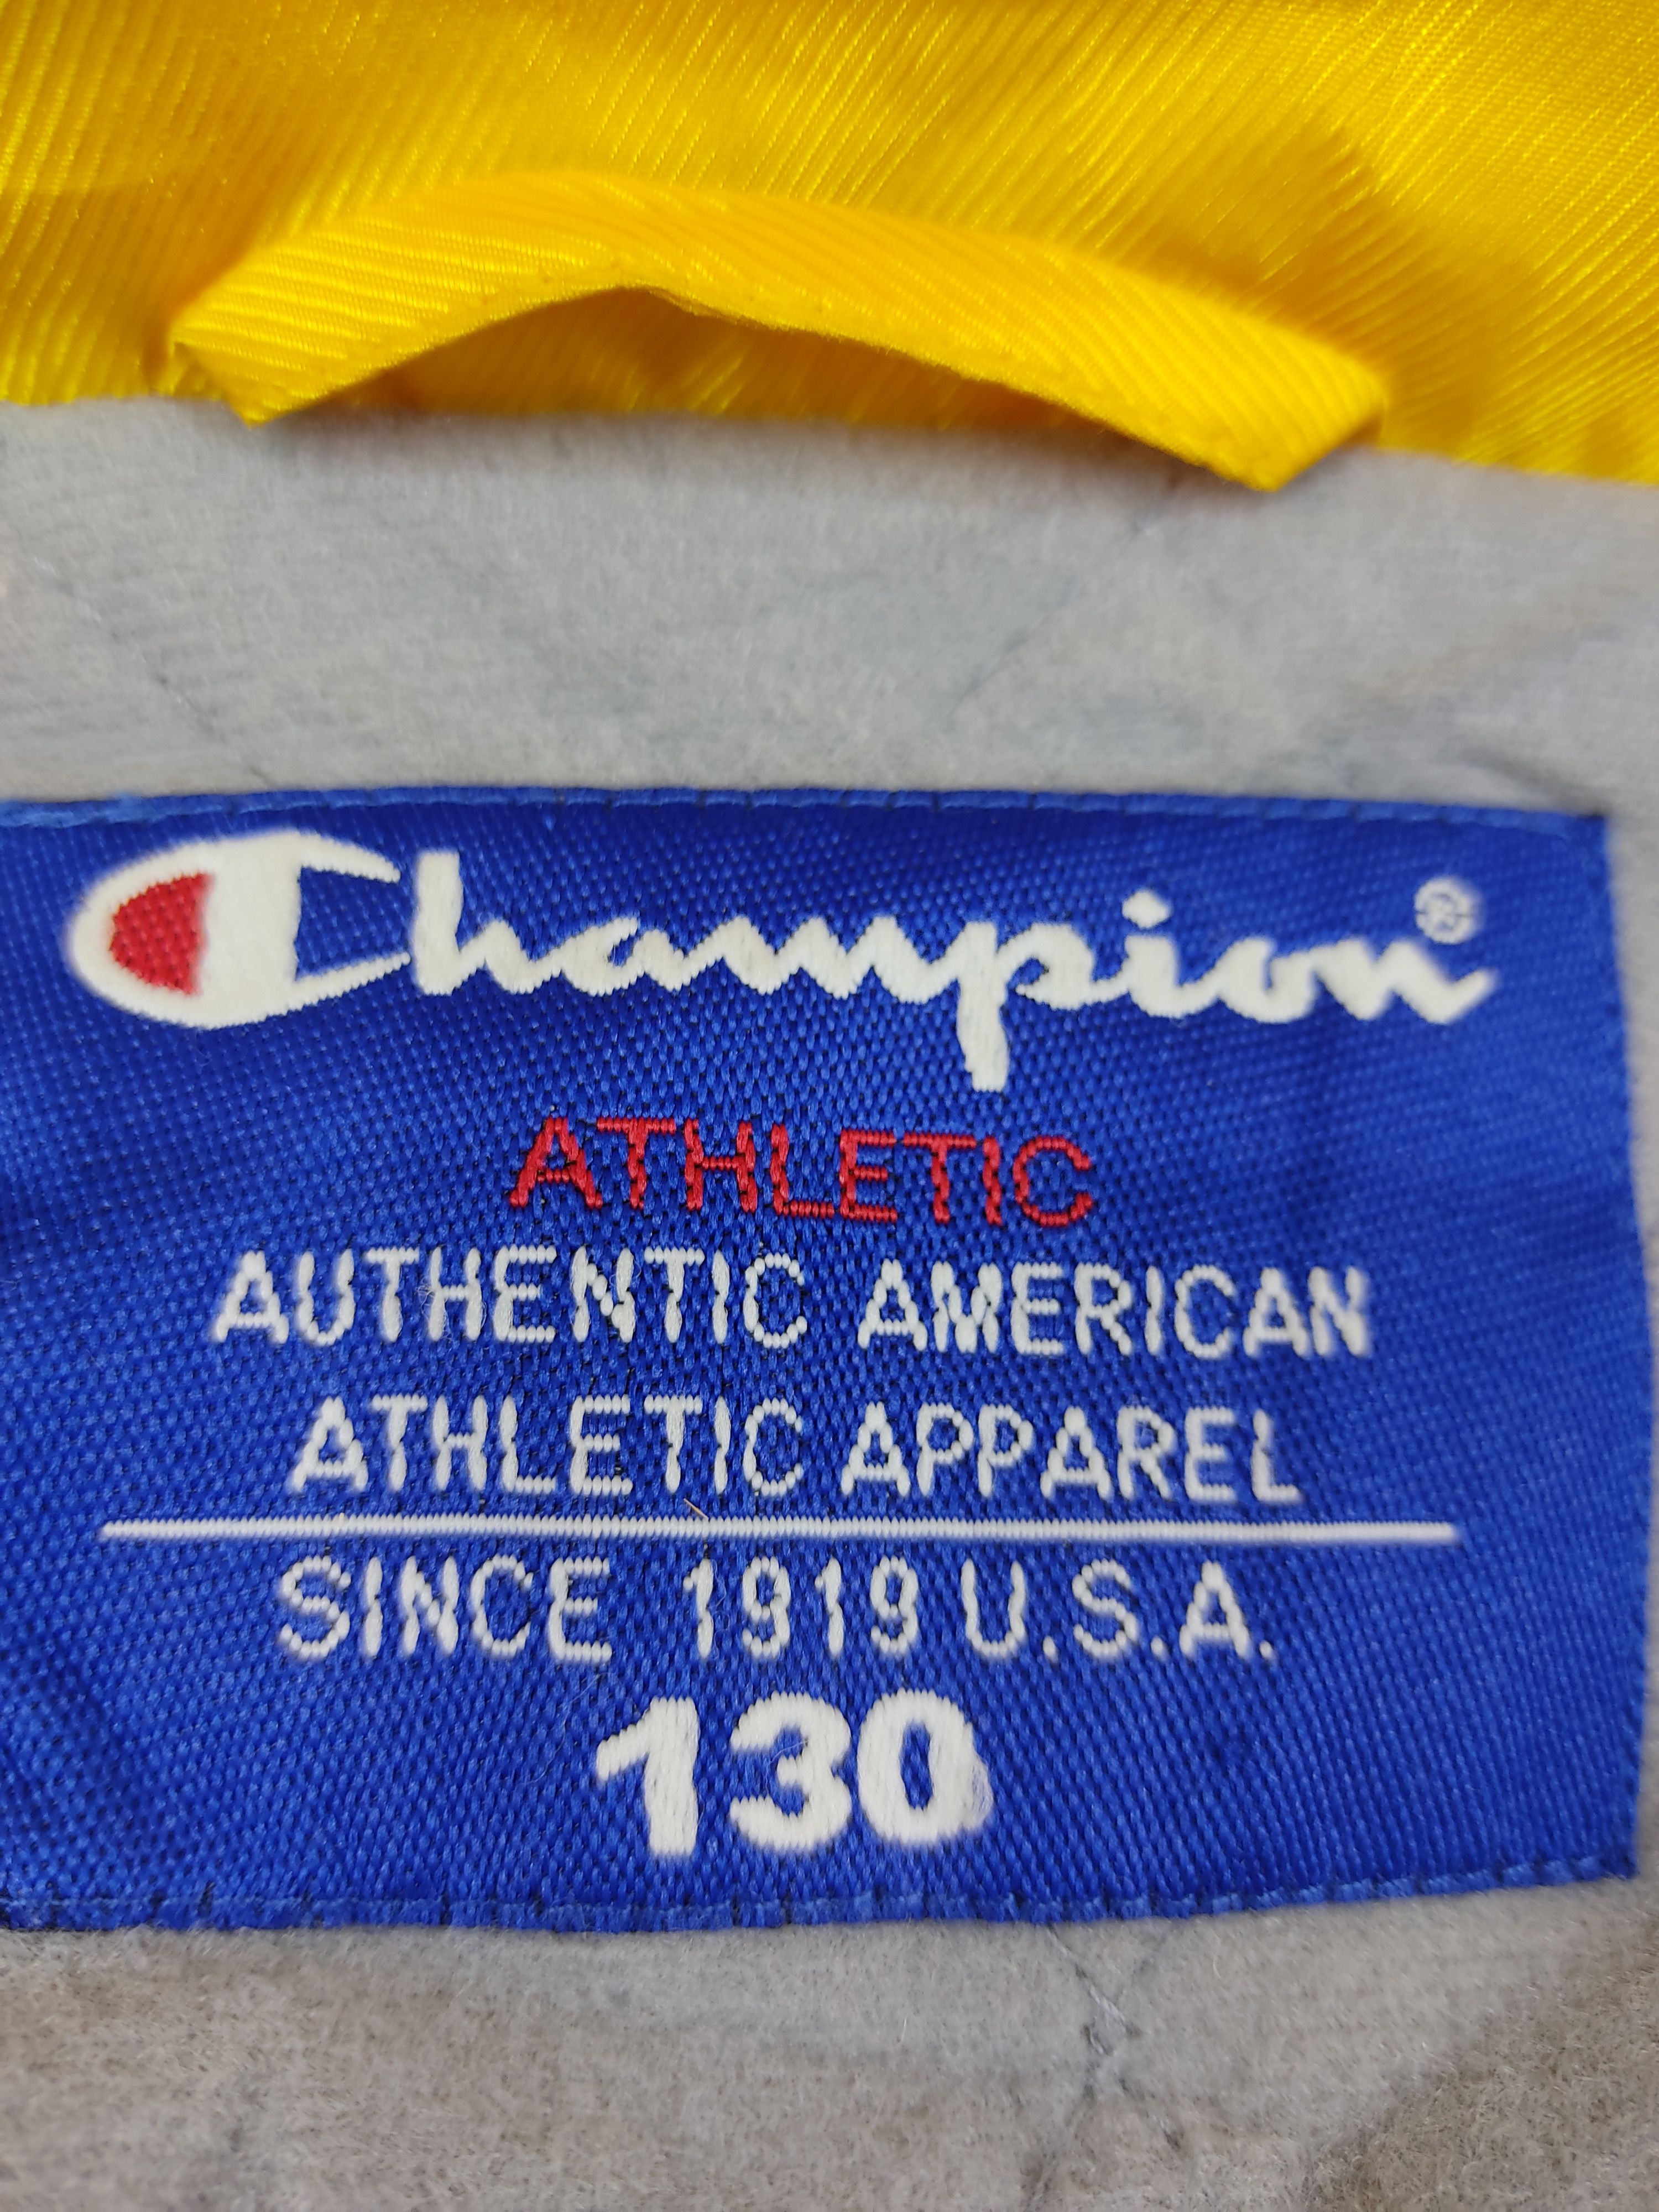 Champion®
ATHLETIC
AUTHENTIC AMERICAN
ATHLETIC APPAREL
SINCE 1919 U.S.A.
130